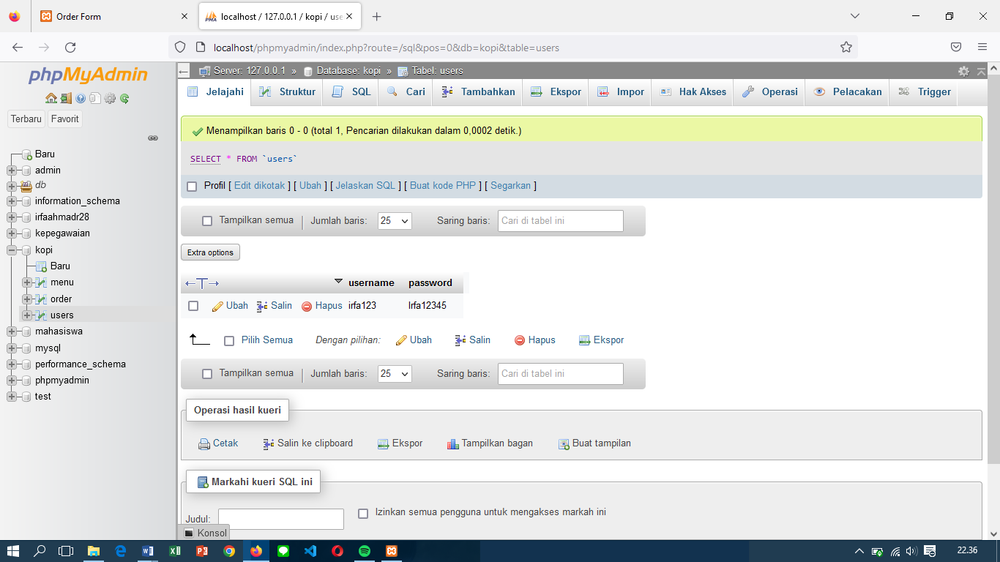 Order Form
localhost / 127.0.0.1 / kopi / use
localhost/phpmyadmin/index.php?route=/sql&pos=0&db=kopi&table=users
phpMyAdmin
Terbaru Favorit
Baru
admin
db
information_schema
irfaahmadr28
kepegawaian
kopi
Baru
menu
order
users
mahasiswa
mysql
performance_schema
phpmyadmin
test
Server: 127.0.0.1 » Database: kopi » Tabel: users
Jelajahi Struktur SQL Cari Tambahkan Ekspor Impor Hak Akses Operasi Pelacakan Trigger
Menampilkan baris 0 - 0 (total 1, Pencarian dilakukan dalam 0,0002 detik.)
SELECT * FROM `users`
Profil [ Edit dikotak ] [ Ubah ] [ Jelaskan SQL ] [ Buat kode PHP ] [ Segarkan ]
Tampilkan semua Jumlah baris: 25 Saring baris: Cari di tabel ini
Extra options
←T→ username password
Ubah Salin Hapus irfa123 Irfa12345
Pilih Semua Dengan pilihan: Ubah Salin Hapus Ekspor
Tampilkan semua Jumlah baris: 25 Saring baris: Cari di tabel ini
Operasi hasil kueri
Cetak Salin ke clipboard Ekspor Tampilkan bagan Buat tampilan
Markahi kueri SQL ini
Judul: Izinkan semua pengguna untuk mengakses markah ini
Konsol
22.36